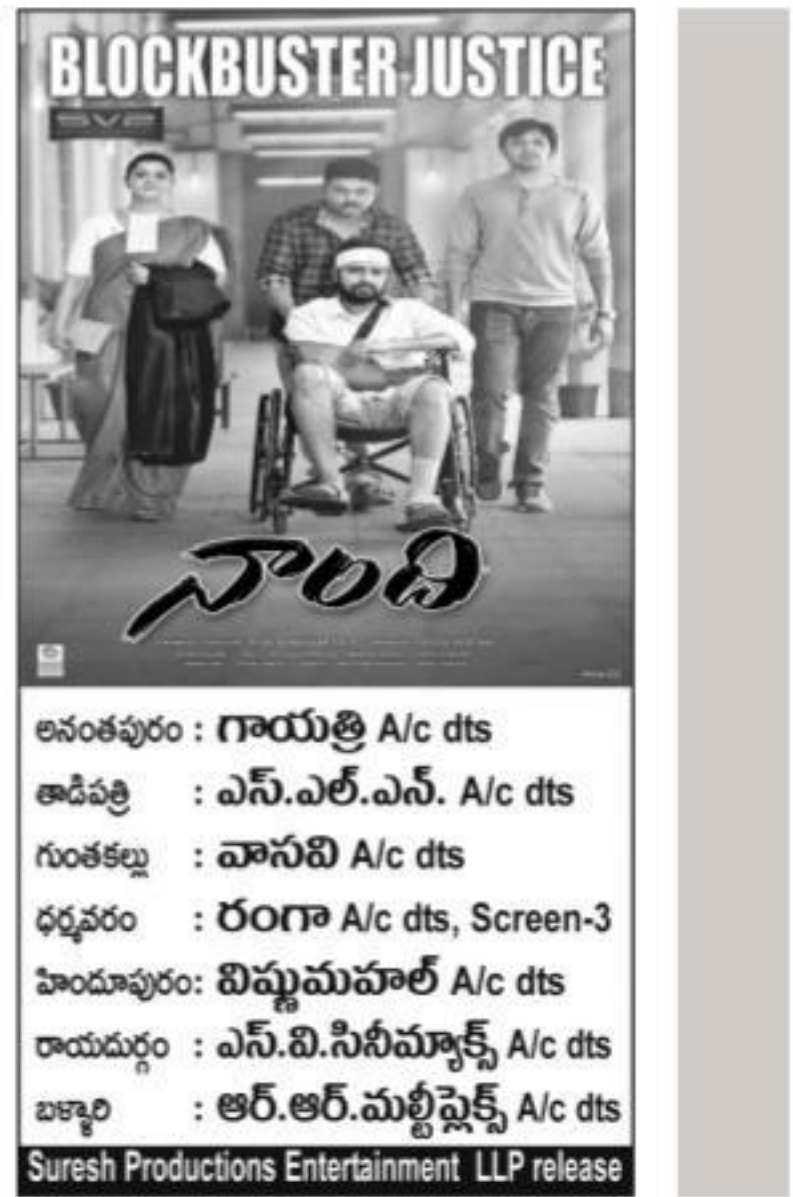 BLOCKBUSTER JUSTICE
SV2
నాంది
అనంతపురం : గాయత్రి A/c dts
తాడిపత్రి : ఎస్.ఎల్.ఎన్. A/c dts
గుంతకల్లు : వాసవి A/c dts
ధర్మవరం : రంగా A/c dts, Screen-3
హిందూపురం: విష్ణుమహల్ A/c dts
రాయదుర్గం : ఎస్.వి.సినీమ్యాక్స్ A/c dts
బళ్ళారి : ఆర్.ఆర్.మల్టీప్లెక్స్ A/c dts
Suresh Productions Entertainment LLP release